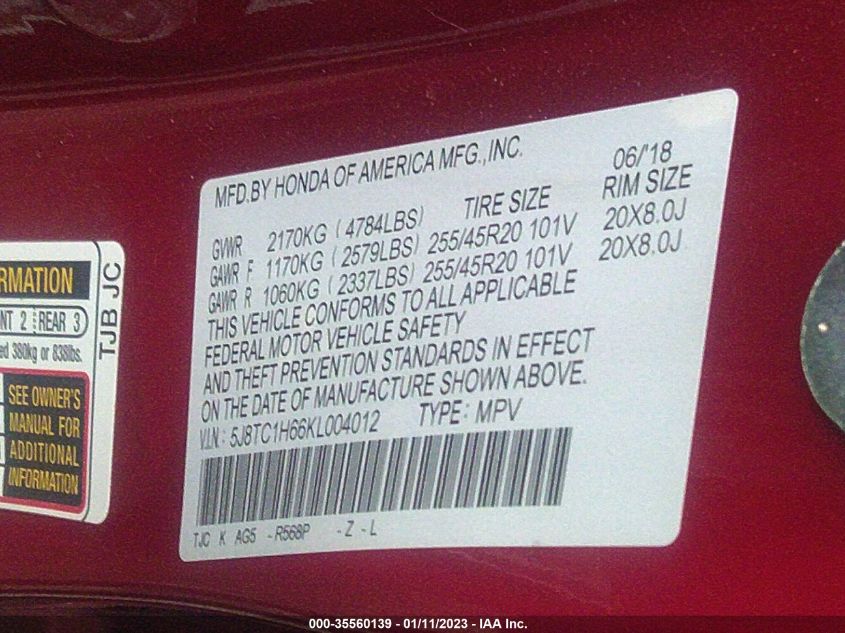 MFD.BY HONDA OF AMERICA MFG.,INC. 06/'18
TIRE SIZE RIM SIZE
GVWR 2170KG (4784LBS)
GAWR F 1170KG (2579LBS) 255/45R20 101V 20X8.0J
GAWR R 1060KG (2337LBS) 255/45R20 101V 20X8.0J
THIS VEHICLE CONFORMS TO ALL APPLICABLE
FEDERAL MOTOR VEHICLE SAFETY
AND THEFT PREVENTION STANDARDS IN EFFECT
ON THE DATE OF MANUFACTURE SHOWN ABOVE.
V.I.N.: 5J8TC1H66KL004012 TYPE: MPV
TJC K AG5 -R568P -Z -L
2 REAR 3
380kg or 838lbs.
SEE OWNER'S
MANUAL FOR
ADDITIONAL
INFORMATION
TJB JC
000-35560139 - 01/11/2023 - IAA Inc.